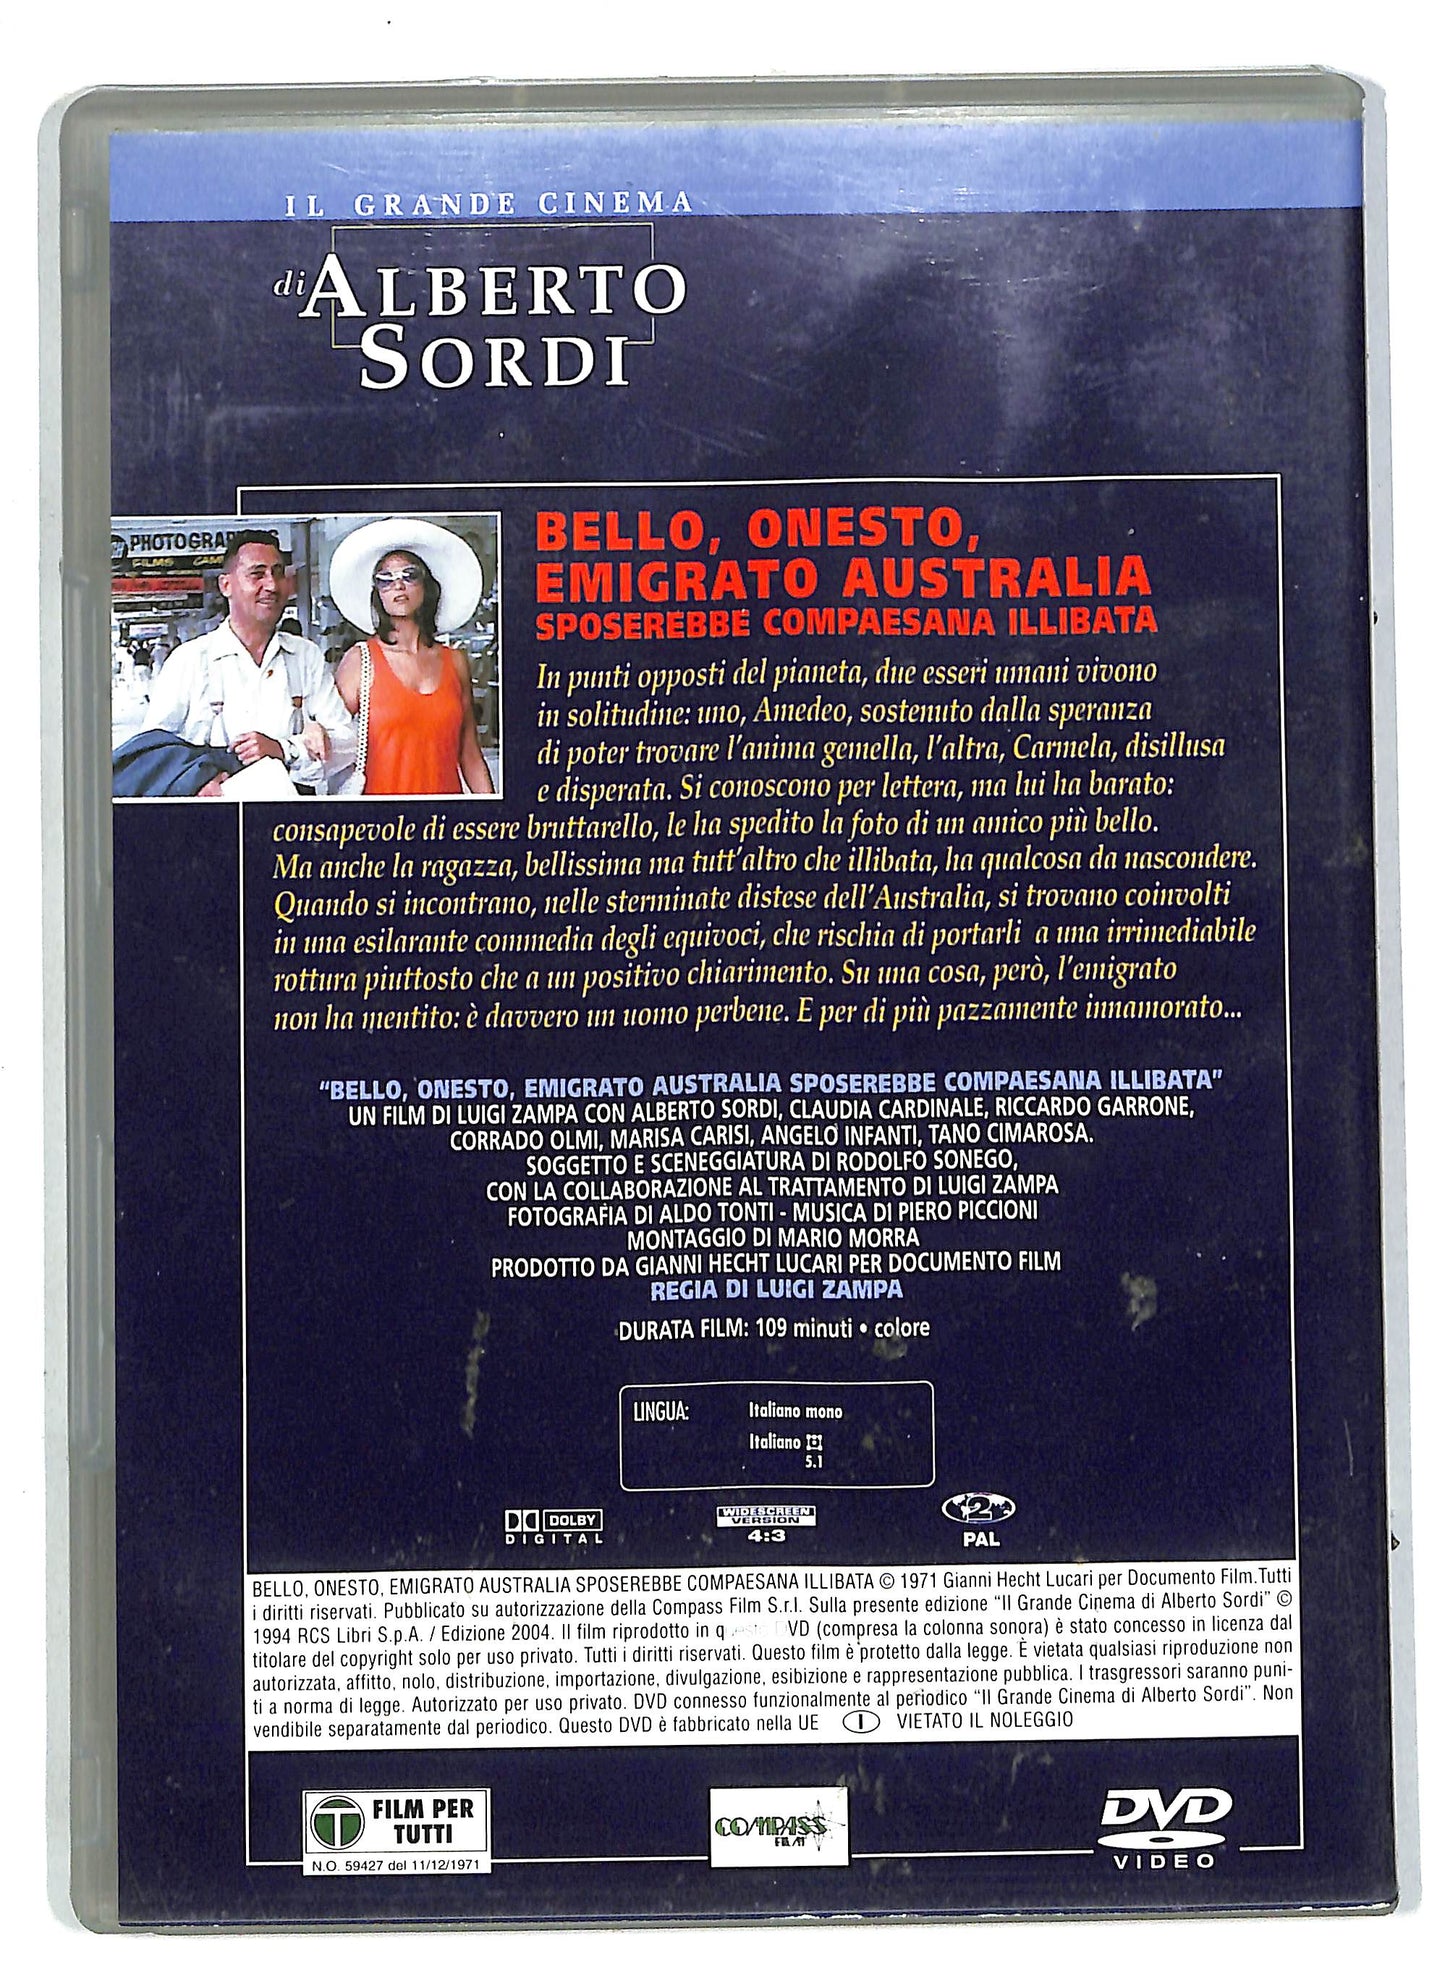 IL GRANDE CINEMA
di ALBERTO
SORDI
PHOTOGRAPHICS
FILMS
BELLO, ONESTO,
EMIGRATO AUSTRALIA
SPOSEREBBE COMPAESANA ILLIBATA
In punti opposti del pianeta, due esseri umani vivono
in solitudine: uno, Amedeo, sostenuto dalla speranza
di poter trovare l'anima gemella, l'altra, Carmela, disillusa
e disperata. Si conoscono per lettera, ma lui ha barato:
consapevole di essere bruttarello, le ha spedito la foto di un amico più bello.
Ma anche la ragazza, bellissima ma tutt'altro che illibata, ha qualcosa da nascondere.
Quando si incontrano, nelle sterminate distese dell'Australia, si trovano coinvolti
in una esilarante commedia degli equivoci, che rischia di portarli a una irrimediabile
rottura piuttosto che a un positivo chiarimento. Su una cosa, però, l'emigrato
non ha mentito: è davvero un uomo perbene. E per di più pazzamente innamorato...
"BELLO, ONESTO, EMIGRATO AUSTRALIA SPOSEREBBE COMPAESANA ILLIBATA"
UN FILM DI LUIGI ZAMPA CON ALBERTO SORDI, CLAUDIA CARDINALE, RICCARDO GARRONE,
CORRADO OLMI, MARISA CARISI, ANGELO INFANTI, TANO CIMAROSA.
SOGGETTO E SCENEGGIATURA DI RODOLFO SONEGO,
CON LA COLLABORAZIONE AL TRATTAMENTO DI LUIGI ZAMPA
FOTOGRAFIA DI ALDO TONTI - MUSICA DI PIERO PICCIONI
MONTAGGIO DI MARIO MORRA
PRODOTTO DA GIANNI HECHT LUCARI PER DOCUMENTO FILM
REGIA DI LUIGI ZAMPA
DURATA FILM: 109 minuti • colore
LINGUA: Italiano mono
Italiano
5.1
DOLBY
DIGITAL
WIDESCREEN
VERSION
4:3
2
PAL
BELLO, ONESTO, EMIGRATO AUSTRALIA SPOSEREBBE COMPAESANA ILLIBATA © 1971 Gianni Hecht Lucari per Documento Film.Tutti
i diritti riservati. Pubblicato su autorizzazione della Compass Film S.r.l. Sulla presente edizione "Il Grande Cinema di Alberto Sordi" ©
1994 RCS Libri S.p.A. / Edizione 2004. Il film riprodotto in questo DVD (compresa la colonna sonora) è stato concesso in licenza dal
titolare del copyright solo per uso privato. Tutti i diritti riservati. Questo film è protetto dalla legge. È vietata qualsiasi riproduzione non
autorizzata, affitto, nolo, distribuzione, importazione, divulgazione, esibizione e rappresentazione pubblica. I trasgressori saranno puni-
ti a norma di legge. Autorizzato per uso privato. DVD connesso funzionalmente al periodico "Il Grande Cinema di Alberto Sordi". Non
vendibile separatamente dal periodico. Questo DVD è fabbricato nella UE I VIETATO IL NOLEGGIO
T FILM PER
TUTTI
N.O. 59427 del 11/12/1971
COMPASS
FILM
DVD
VIDEO